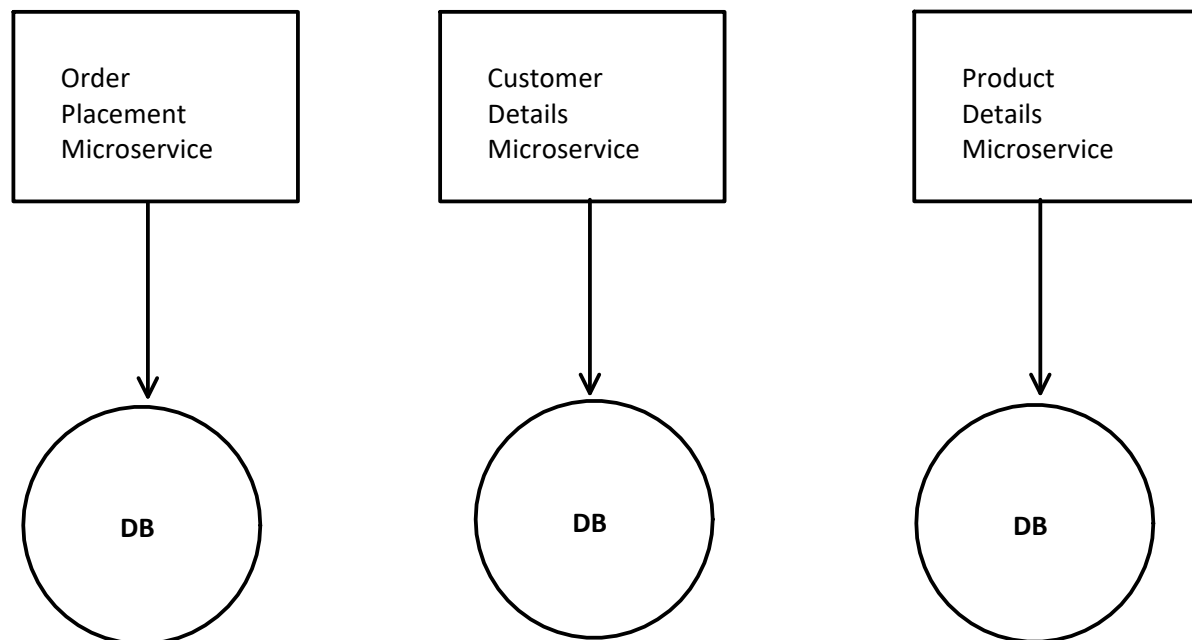 Order
Placement
Microservice
Customer
Details
Microservice
Product
Details
Microservice
DB
DB
DB